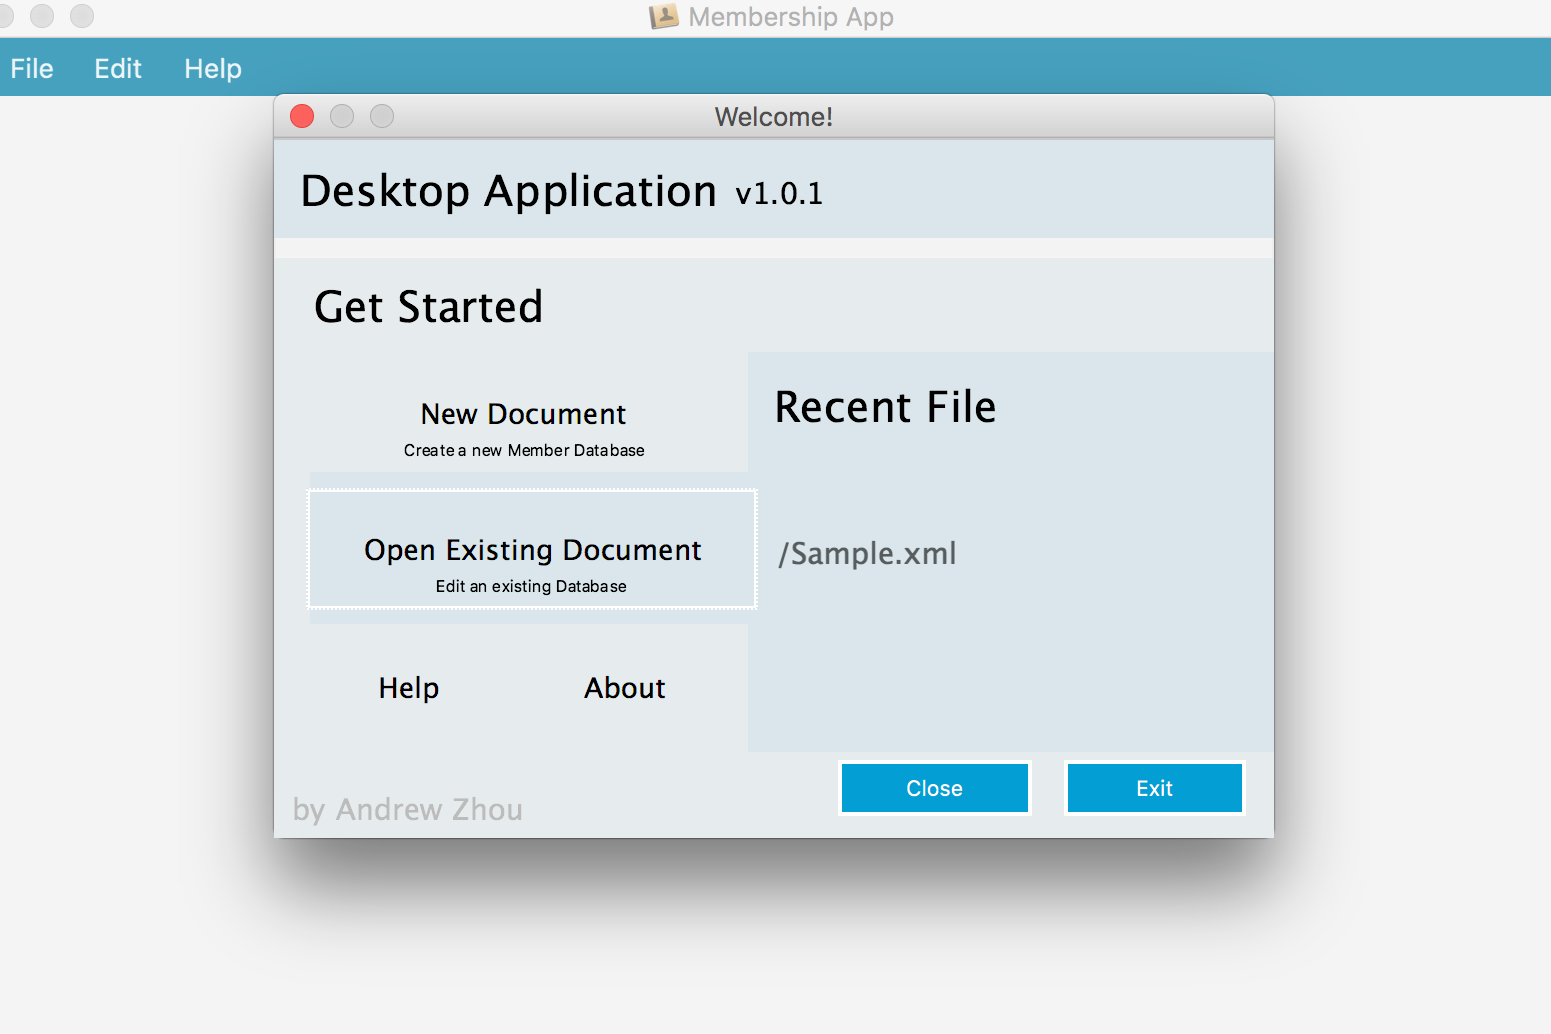 Membership App
File Edit Help
Welcome!
Desktop Application v1.0.1
Get Started
New Document
Create a new Member Database
Open Existing Document
Edit an existing Database
Help About
Recent File
/Sample.xml
Close Exit
by Andrew Zhou